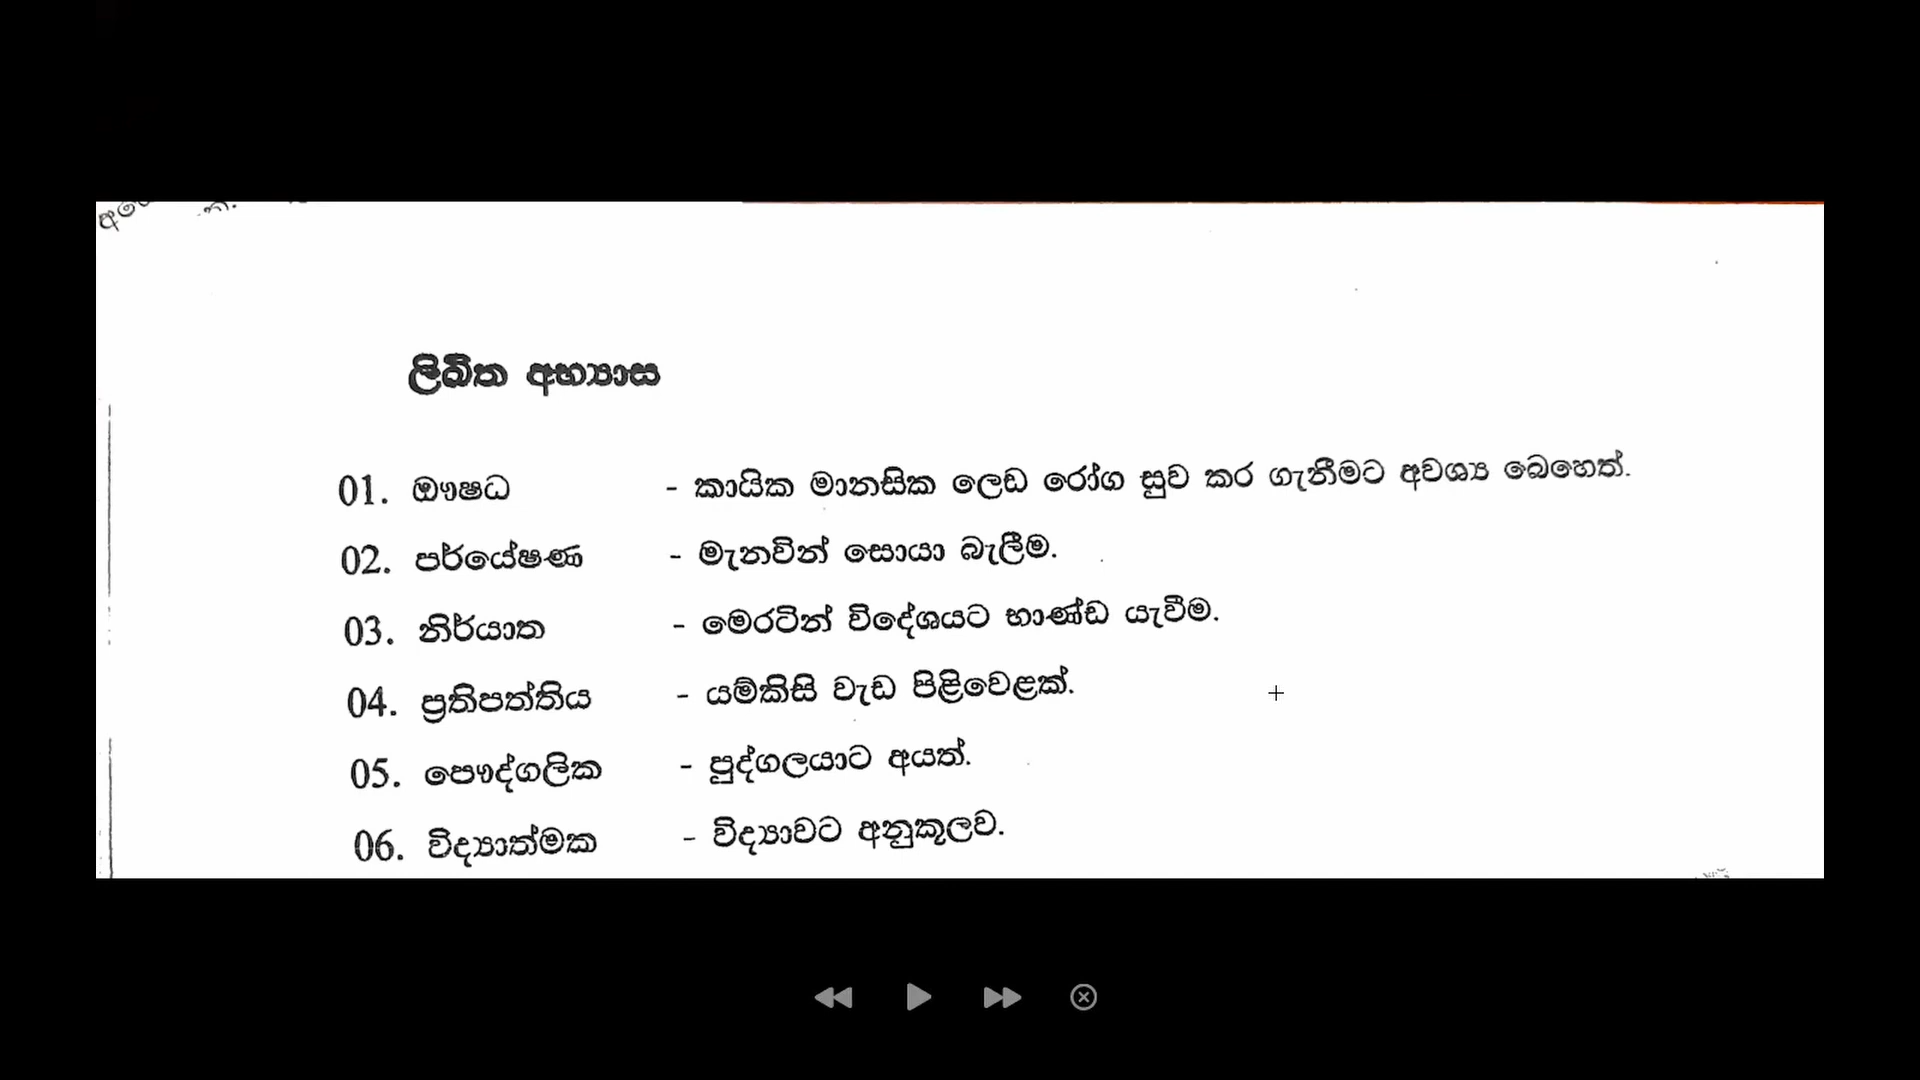 ලිඛිත අභ්‍යාස
01. ඖෂධ - කායික මානසික ලෙඩ රෝග සුව කර ගැනීමට අවශ්‍ය බෙහෙත්.
02. පර්යේෂණ - මැනවින් සොයා බැලීම.
03. නිර්යාත - මෙරටින් විදේශයට භාණ්ඩ යැවීම.
04. ප්‍රතිපත්තිය - යම්කිසි වැඩ පිළිවෙළක්.
05. පෞද්ගලික - පුද්ගලයාට අයත්.
06. විද්‍යාත්මක - විද්‍යාවට අනුකූලව.